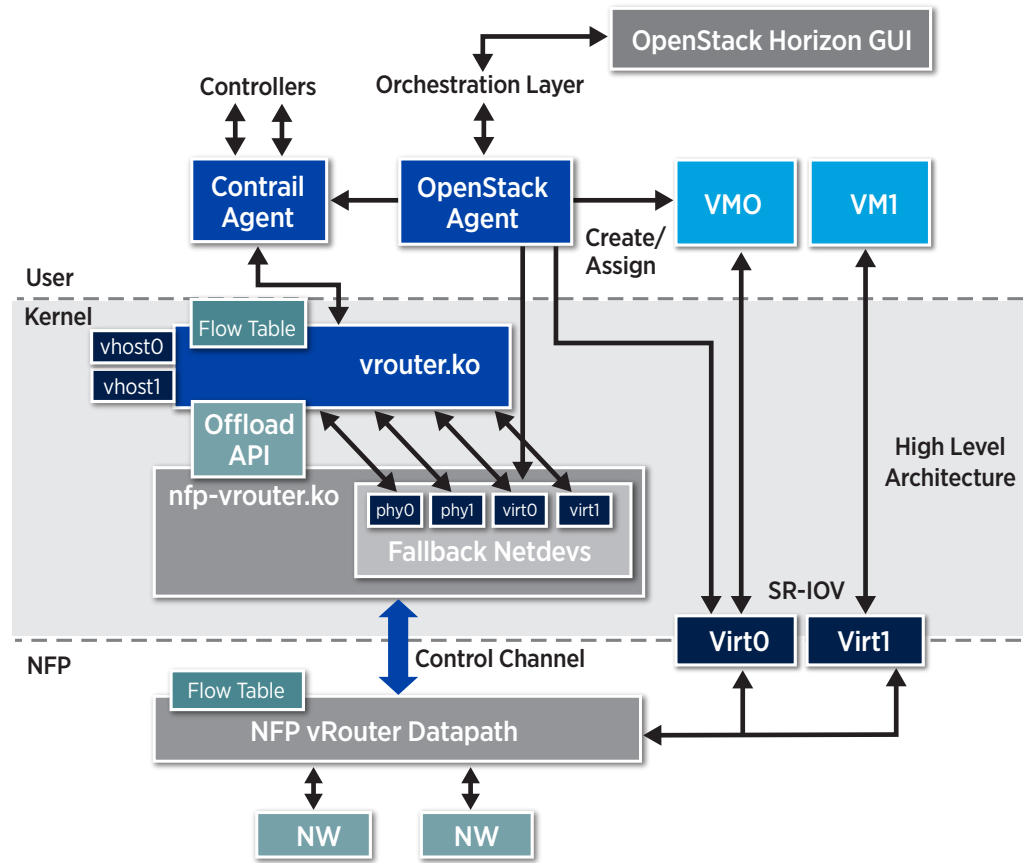 OpenStack Horizon GUI
Controllers
Orchestration Layer
Contrail
Agent
OpenStack
Agent
VM0
VM1
Create/
Assign
User
Kernel
Flow Table
vhost0
vhost1
vrouter.ko
Offload
API
High Level
Architecture
nfp-vrouter.ko
phy0
phy1
virt0
virt1
Fallback Netdevs
SR-IOV
Virt0
Virt1
NFP
Control Channel
Flow Table
NFP vRouter Datapath
NW
NW